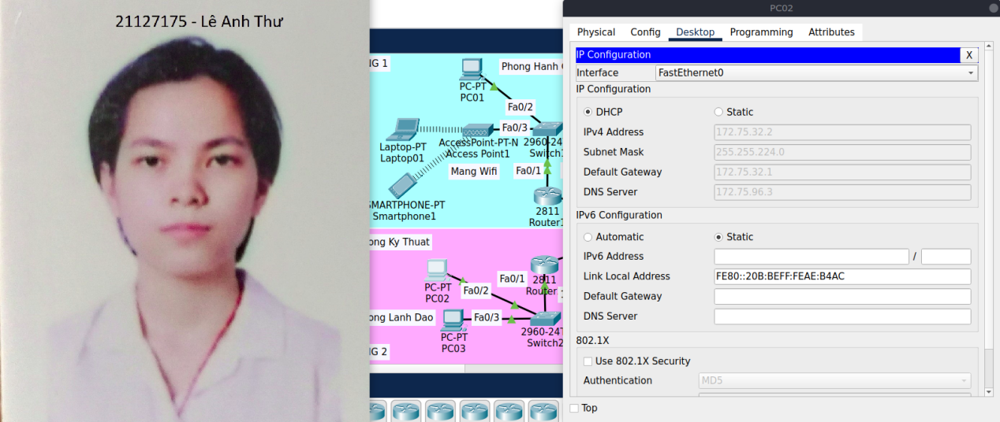 21127175 - Lê Anh Thư
NG 1
PC-PT
PC01
Phong Hanh
Fa0/2
Fa0/3
Laptop-PT
Laptop01
AccessPoint-PT-N
Access Point1
2960-24
Switch
Mang Wifi
Fa0/1
SMARTPHONE-PT
Smartphone1
2811
Router1
ong Ky Thuat
PC-PT
PC02
Fa0/1
Fa0/2
2811
Router
ong Lanh Dao
Fa0/3
PC-PT
PC03
2960-24T
Switch2
NG 2
PC02
Physical Config Desktop Programming Attributes
IP Configuration X
Interface FastEthernet0
IP Configuration
DHCP Static
IPv4 Address 172.75.32.2
Subnet Mask 255.255.224.0
Default Gateway 172.75.32.1
DNS Server 172.75.96.3
IPv6 Configuration
Automatic Static
IPv6 Address /
Link Local Address FE80::20B:BEFF:FEAE:B4AC
Default Gateway
DNS Server
802.1X
Use 802.1X Security
Authentication MD5
Top